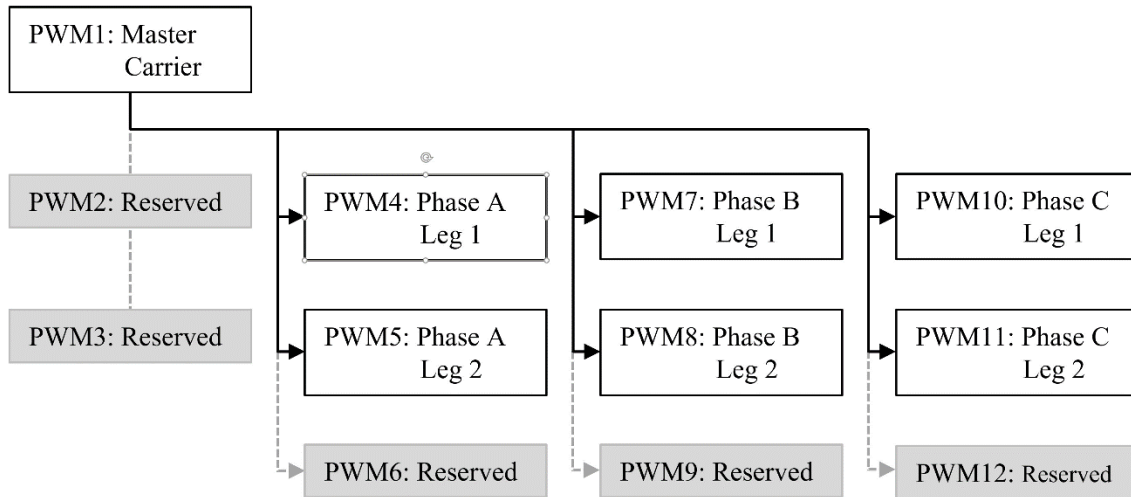 PWM1: Master
Carrier
PWM2: Reserved
PWM3: Reserved
PWM4: Phase A
Leg 1
PWM5: Phase A
Leg 2
PWM6: Reserved
PWM7: Phase B
Leg 1
PWM8: Phase B
Leg 2
PWM9: Reserved
PWM10: Phase C
Leg 1
PWM11: Phase C
Leg 2
PWM12: Reserved